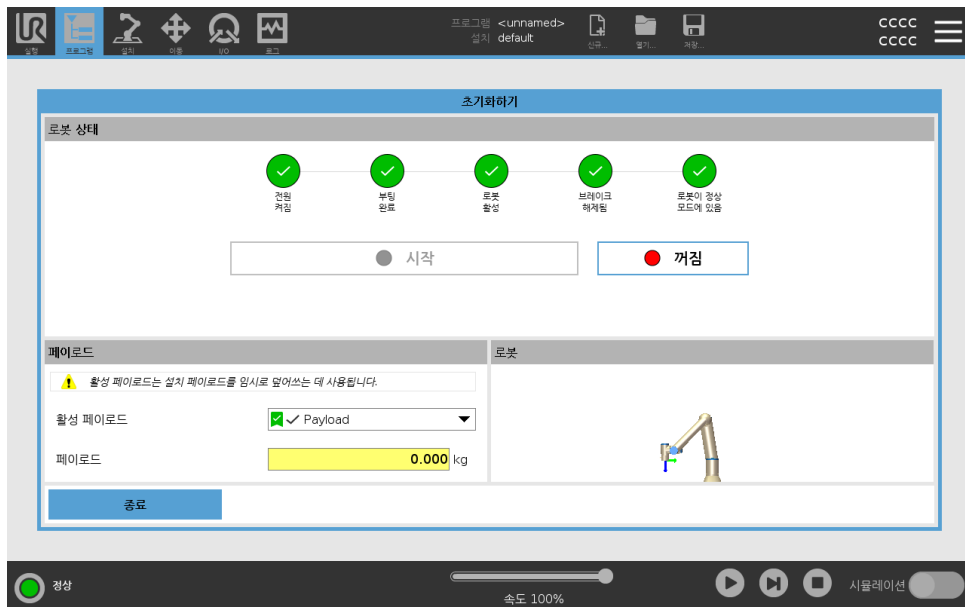 프로그램 <unnamed>
설치 default
실행
프로그램
설치
이동
I/O
로그
신규...
열기...
저장...
CCCC
CCCC
초기화하기
로봇 상태
전원
켜짐
부팅
완료
로봇
활성
브레이크
해제됨
로봇이 정상
모드에 있음
시작
꺼짐
페이로드
로봇
활성 페이로드는 설치 페이로드를 임시로 덮어쓰는 데 사용됩니다.
활성 페이로드
Payload
페이로드
0.000 kg
종료
정상
속도 100%
시뮬레이션